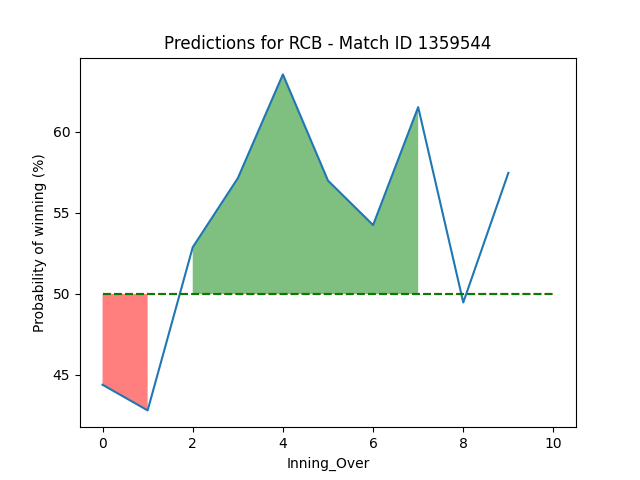 Predictions for RCB - Match ID 1359544
Probability of winning (%)
60
55
50
45
0 2 4 6 8 10
Inning_Over